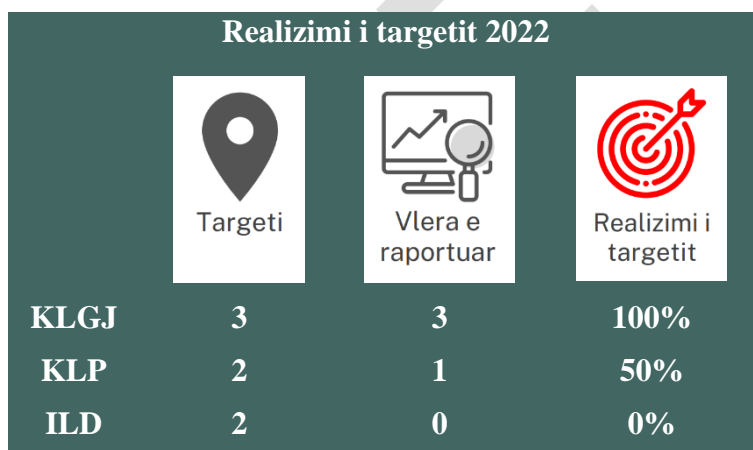 Realizimi i targetit 2022
Targeti
Vlera e
raportuar
Realizimi i
targetit
KLGJ 3 3 100%
KLP 2 1 50%
ILD 2 0 0%